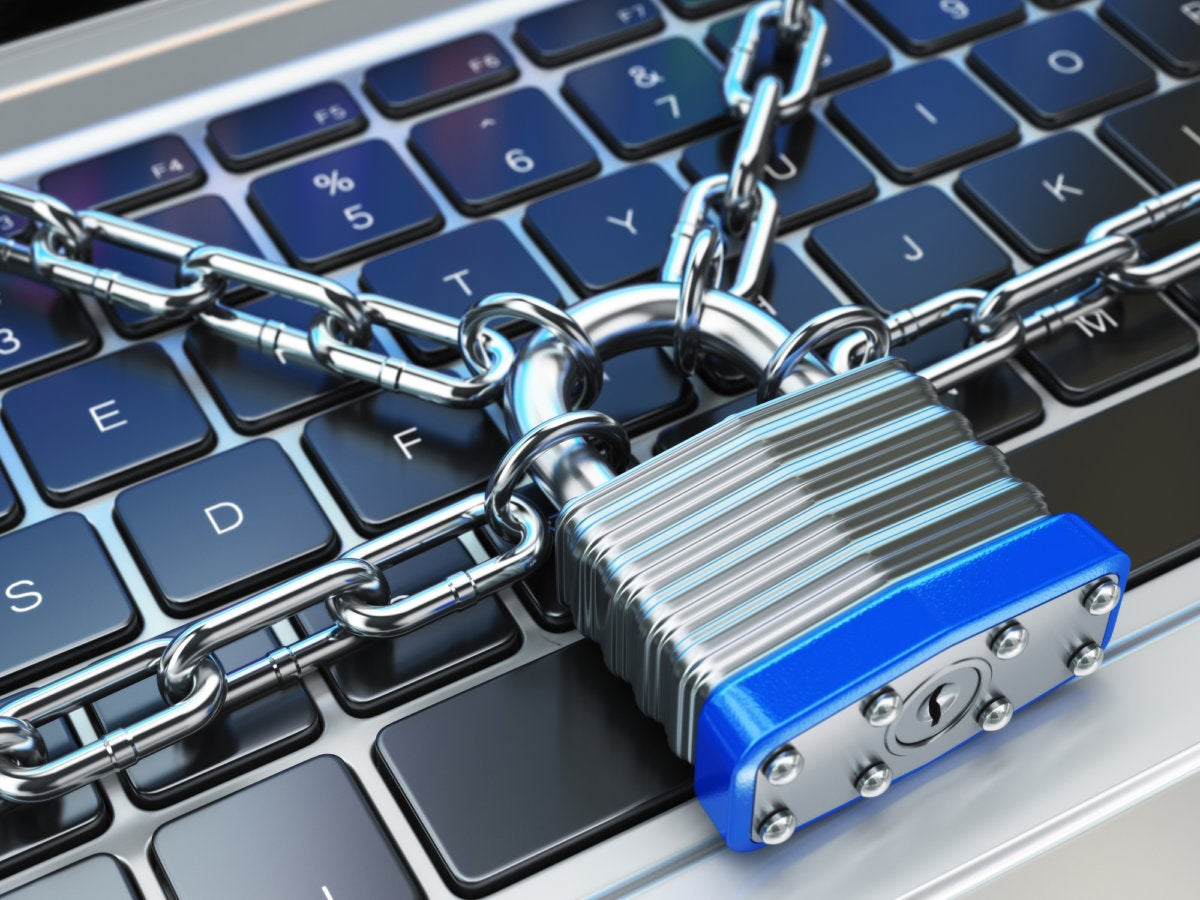 F4 F5 F6 F7
% ^ &
3 5 6 7 9
E T Y U I O
S D F J K
M